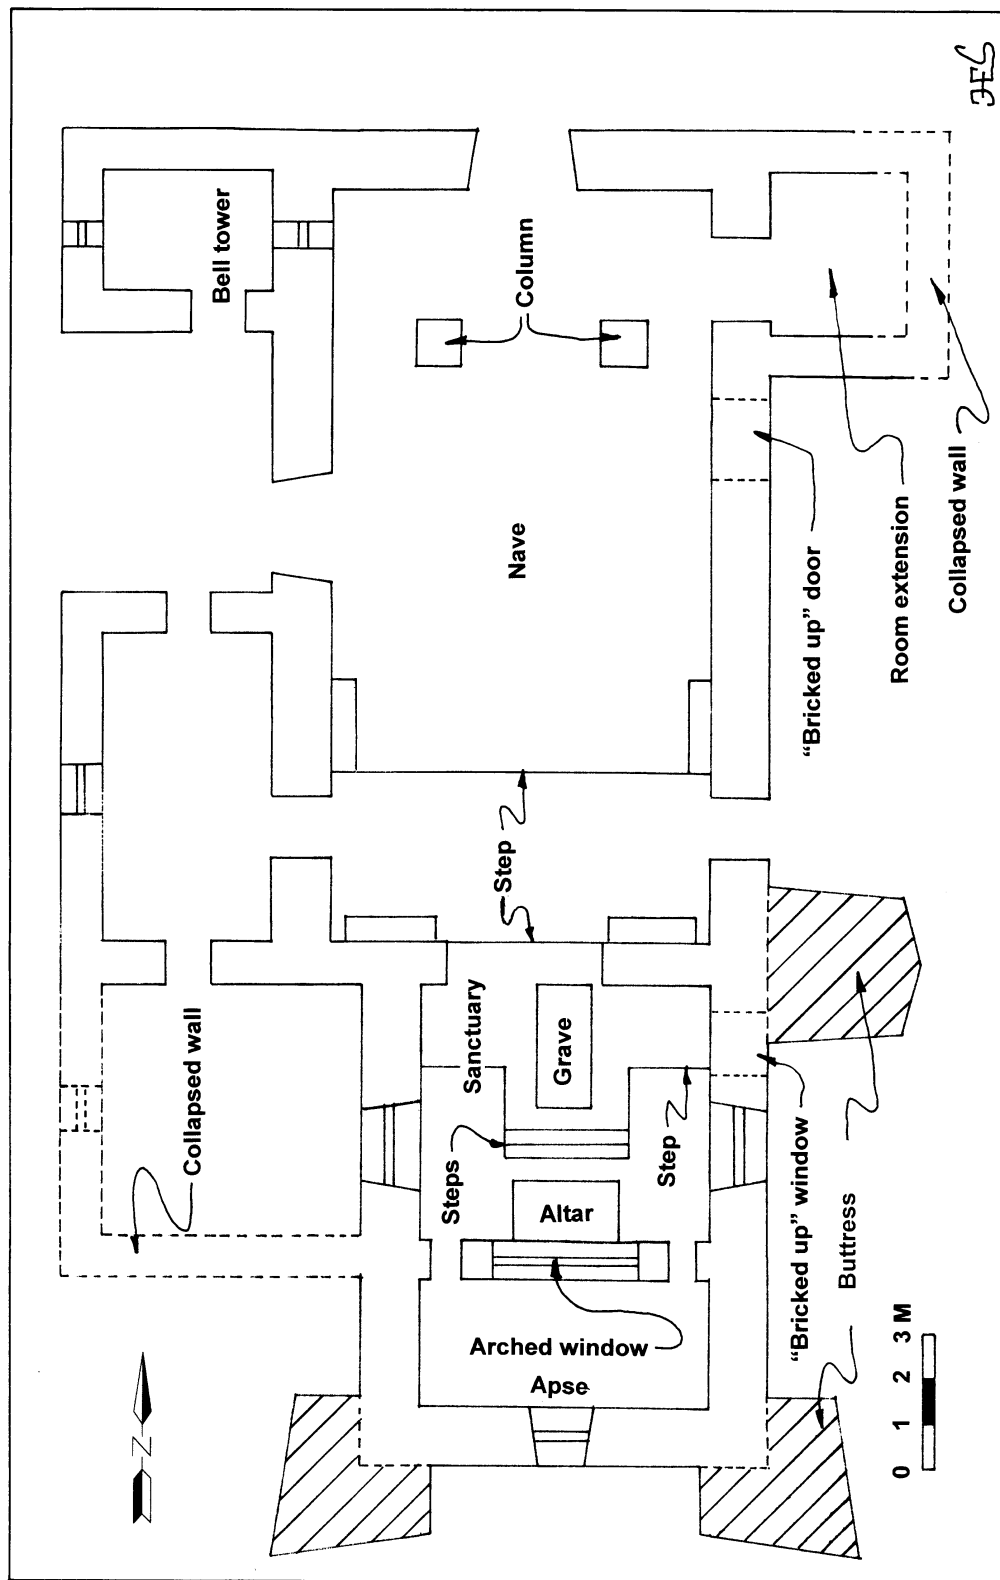 JES
Bell tower
Column
Nave
"Bricked up" door
Room extension
Collapsed wall
Step
Sanctuary
Grave
Collapsed wall
Steps
Step
Altar
"Bricked up" window
Buttress
Arched window
Apse
N
0 1 2 3 M